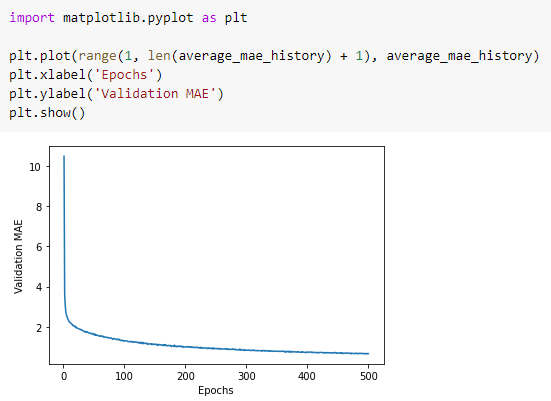 import matplotlib.pyplot as plt
plt.plot(range(1, len(average_mae_history) + 1), average_mae_history)
plt.xlabel('Epochs')
plt.ylabel('Validation MAE')
plt.show()
10
8
6
4
2
Validation MAE
0 100 200 300 400 500
Epochs